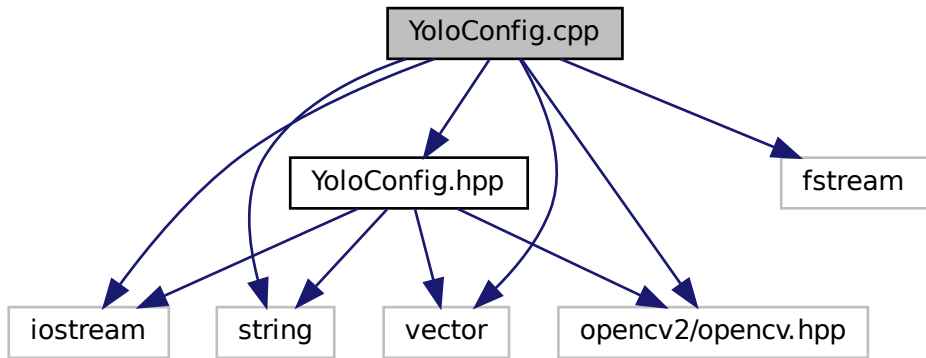 YoloConfig.cpp
YoloConfig.hpp
fstream
iostream
string
vector
opencv2/opencv.hpp